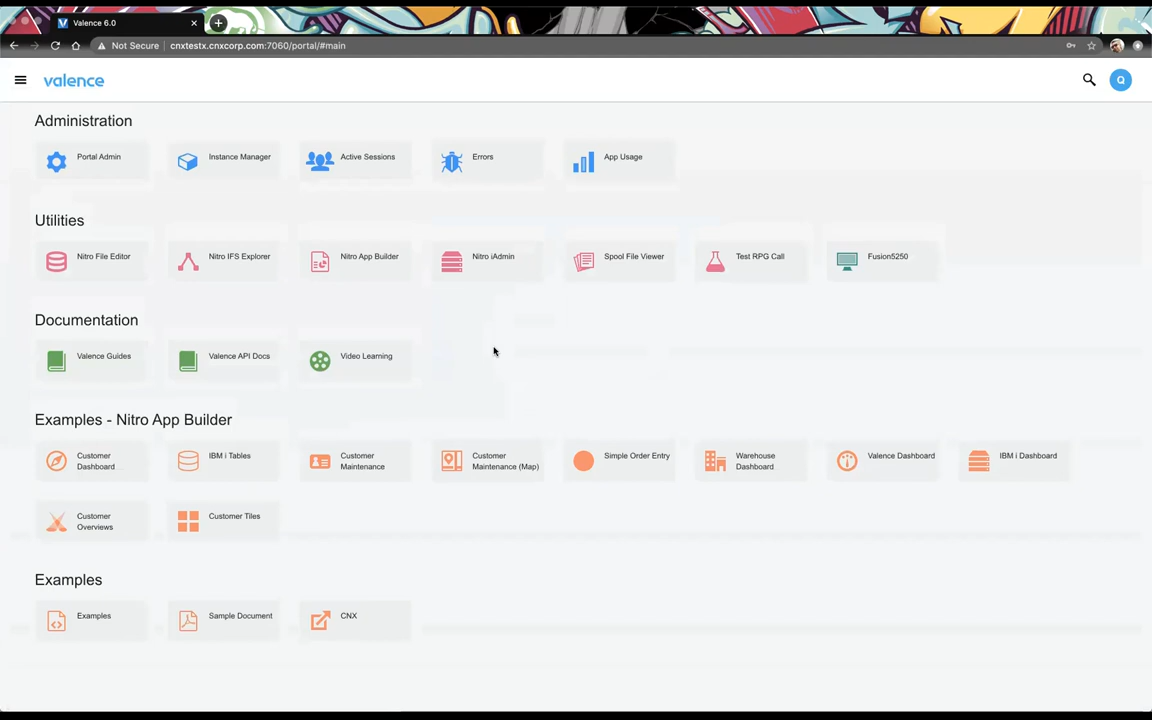 Valence 6.0
Not Secure cnxtestx.cnxcorp.com:7060/portal/#main
valence
Q
Administration
Portal Admin
Instance Manager
Active Sessions
Errors
App Usage
Utilities
Nitro File Editor
Nitro IFS Explorer
Nitro App Builder
Nitro iAdmin
Spool File Viewer
Test RPG Call
Fusion5250
Documentation
Valence Guides
Valence API Docs
Video Learning
Examples - Nitro App Builder
Customer
Dashboard
IBM i Tables
Customer
Maintenance
Customer
Maintenance (Map)
Simple Order Entry
Warehouse
Dashboard
Valence Dashboard
IBM i Dashboard
Customer
Overviews
Customer Tiles
Examples
Examples
Sample Document
CNX